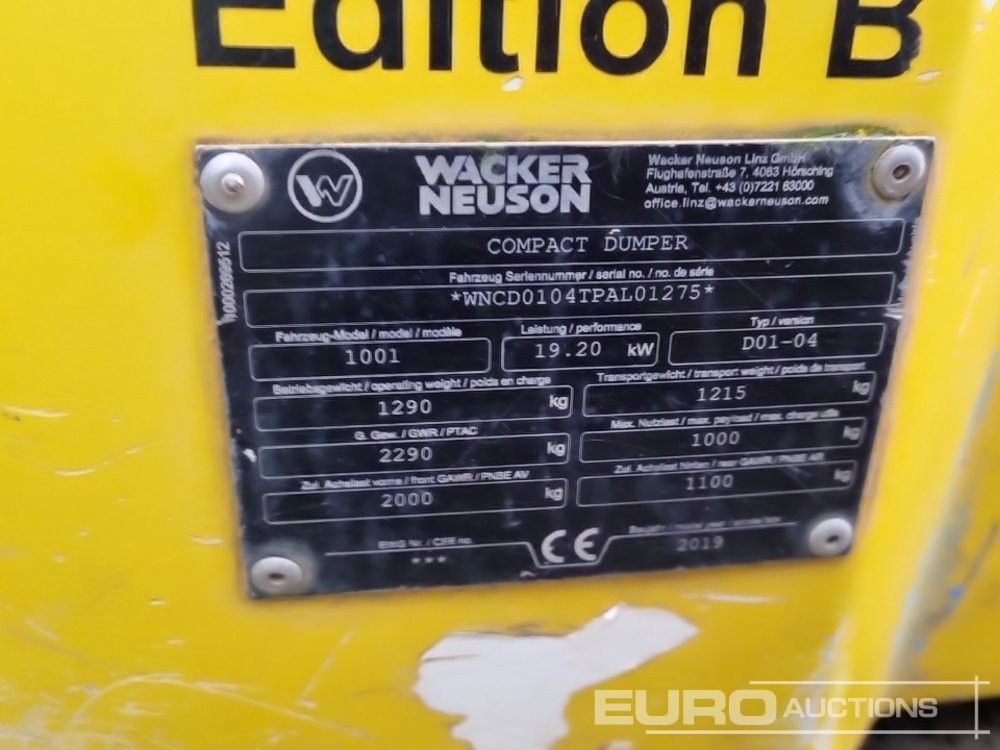 Edition B
WACKER
NEUSON
Wacker Neuson Linz GmbH
Flughafenstraße 7, 4063 Hörsching
Austria, Tel. +43 (0)7221 63000
office.linz@wackerneuson.com
COMPACT DUMPER
Fahrzeug Seriennummer / serial no. / no. de série
*WNCD0104TPAL01275*
Fahrzeug-Model / model / modèle
1001
Leistung / performance
19.20 kW
Typ / version
D01-04
Betriebsgewicht / operating weight / poids en charge
1290 kg
Transportgewicht / transport weight / poids de transport
1215 kg
G. Gew. / GWR / PTAC
2290 kg
Max. Nutzlast / max. payload / max. charge utile
1000 kg
Zul. Achslast vorne / front GAWR / PNBE AV
2000 kg
Zul. Achslast hinten / rear GAWR / PNBE AR
1100 kg
EWG Nr. / CEE no.
***
CE
2019
EURO AUCTIONS